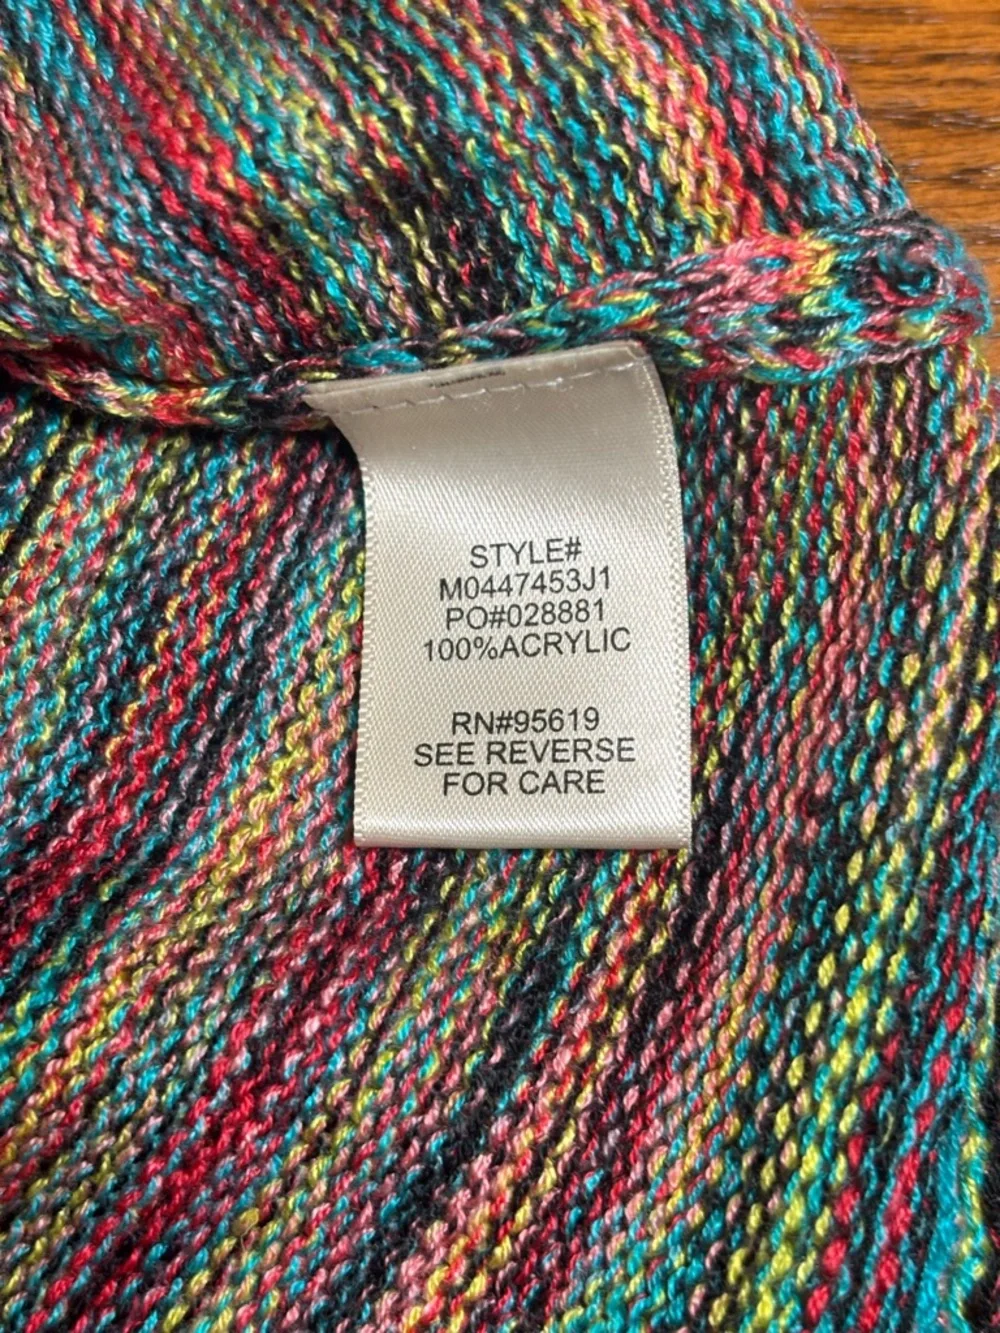 STYLE#
M0447453J1
PO#028881
100%ACRYLIC
RN#95619
SEE REVERSE
FOR CARE